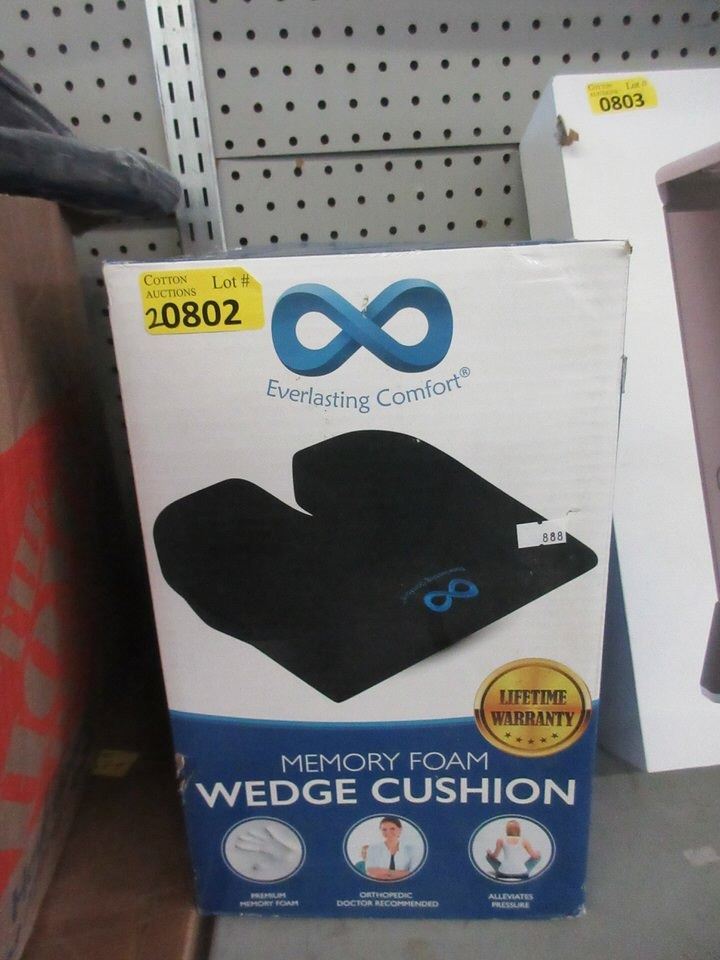 COTTON AUCTIONS Lot #
0803
COTTON AUCTIONS Lot #
20802
Everlasting Comfort®
888
LIFETIME
WARRANTY
MEMORY FOAM
WEDGE CUSHION
PREMIUM
MEMORY FOAM
ORTHOPEDIC
DOCTOR RECOMMENDED
ALLEVIATES
PRESSURE